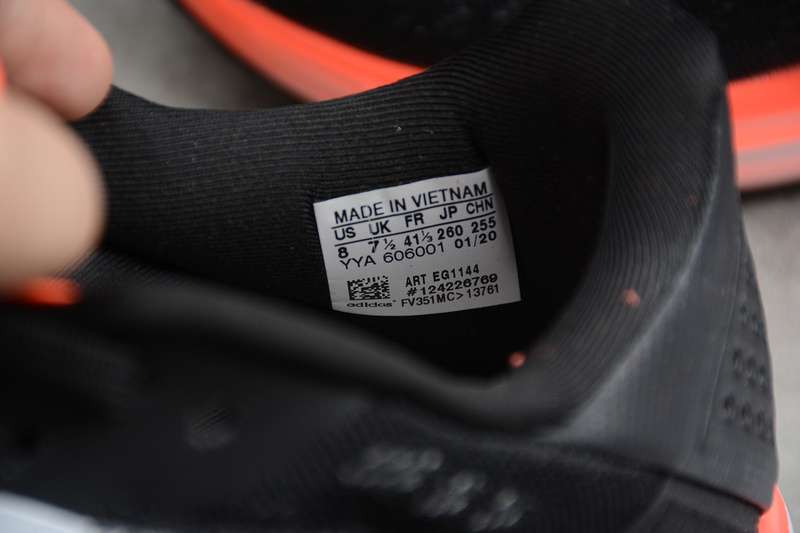 MADE IN VIETNAM
US UK FR JP CHN
8 7½ 41⅓ 260 255
YYA 606001 01/20
ART EG1144
#124226769
adidas FV351MC> 13761